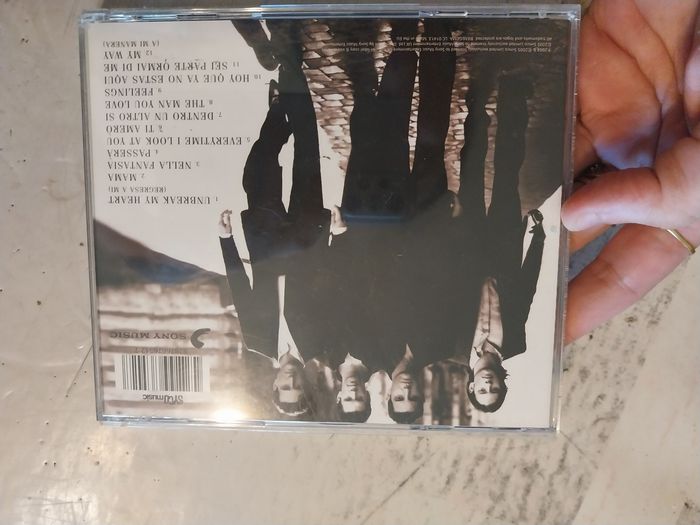 SYCOmusic
SONY MUSIC
1. UNBREAK MY HEART
(REGRESA A MI)
2. MAMA
3. NELLA FANTASIA
4. PASSERA
5. EVERYTIME I LOOK AT YOU
6. TI AMERO
7. DENTRO UN ALTRO SI
8. THE MAN YOU LOVE
9. FEELINGS
10. HOY QUE YA NO ESTAS AQUI
11. SEI PARTE ORMAI DI ME
12. MY WAY
(A MI MANERA)